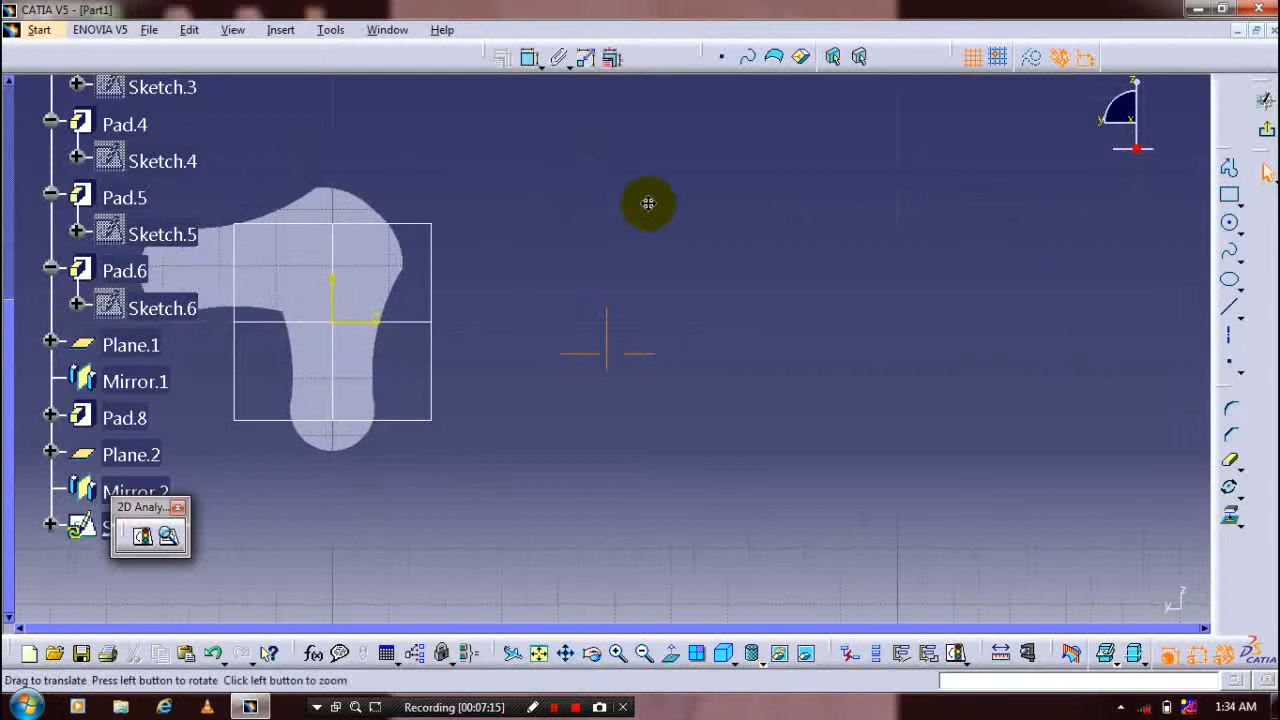 CATIA V5 - [Part1]
Start ENOVIA V5 File Edit View Insert Tools Window Help
Sketch.3
Pad.4
Sketch.4
Pad.5
Sketch.5
Pad.6
Sketch.6
Plane.1
Mirror.1
Pad.8
Plane.2
Mirror.2
2D Analy...
z
y x
z
y
f(x)
CATIA
Drag to translate. Press left button to rotate. Click left button to zoom
Recording [00:07:15]
1:34 AM